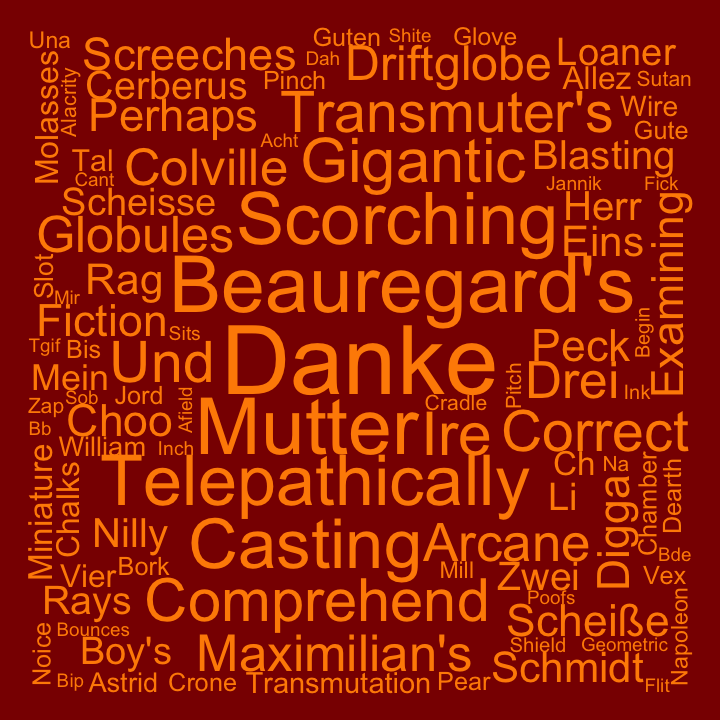 Una
Guten
Shite
Glove
Screeches
Dah
Driftglobe
Loaner
Molasses
Alacrity
Cerberus
Pinch
Allez
Sutan
Perhaps
Transmuter's
Wire
Gute
Acht
Tal
Colville
Gigantic
Blasting
Cant
Jannik
Fick
Scheisse
Scorching
Herr
Globules
Eins
Examining
Slot
Rag
Beauregard's
Mir
Fiction
Sits
Begin
Tgif
Bis
Und
Danke
Peck
Mein
Drei
Pitch
Ink
Zap
Sob
Jord
Afield
Cradle
Bb
Choo
Mutter
Ire
Correct
William
Inch
Miniature
Chalks
Telepathically
Ch
Na
Chamber
Dearth
Li
Digga
Nilly
Casting
Arcane
Bde
Vier
Bork
Mill
Zwei
Vex
Rays
Comprehend
Poofs
Scheiße
Napoleon
Noice
Bounces
Boy's
Maximilian's
Shield
Geometric
Schmidt
Bip
Astrid
Crone
Transmutation
Pear
Flit